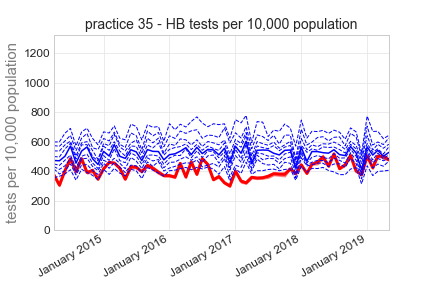 practice 35 - HB tests per 10,000 population
tests per 10,000 population
1200
1000
800
600
400
200
0
January 2015
January 2016
January 2017
January 2018
January 2019